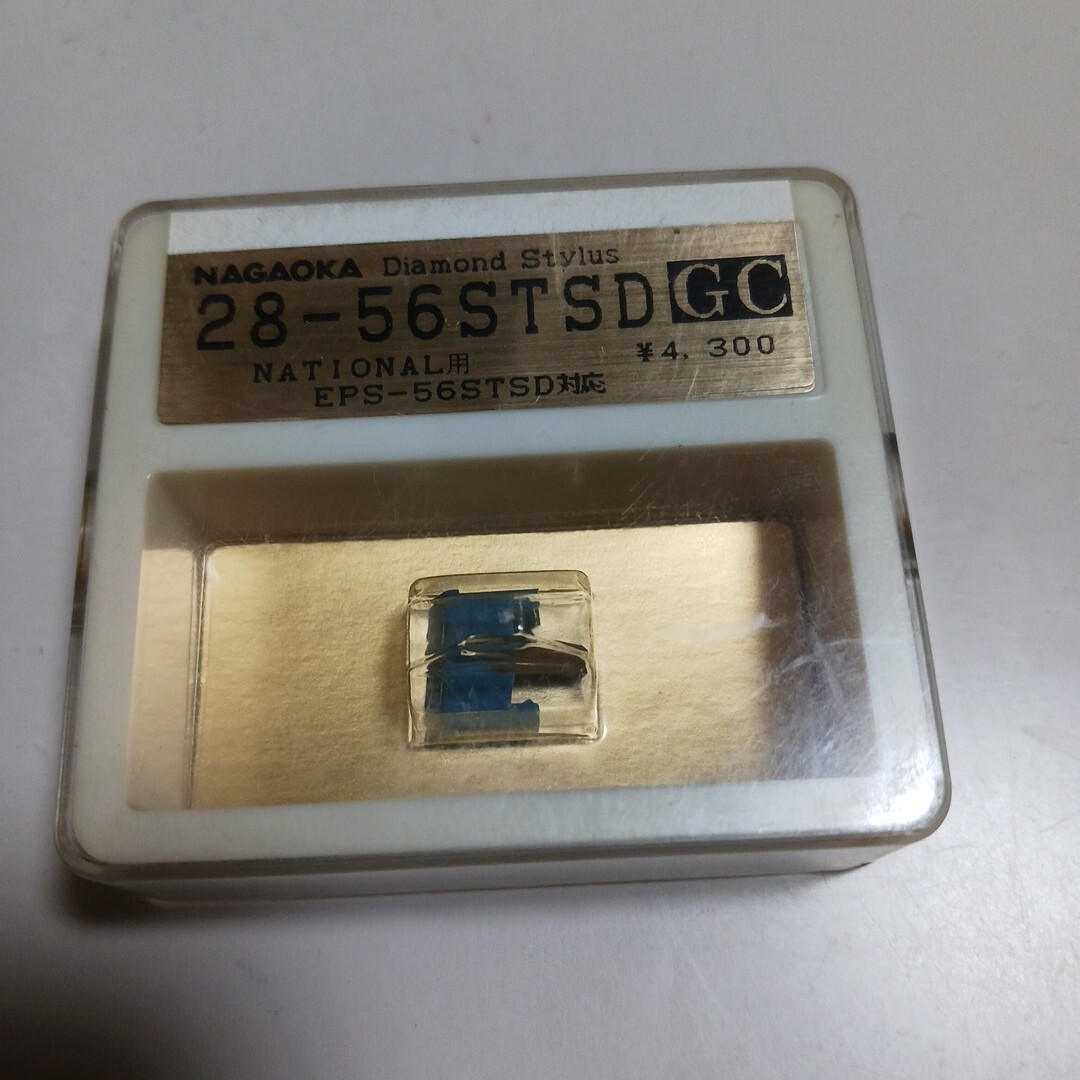 NAGAOKA Diamond Stylus
28-56STSD GC
NATIONAL用 ¥4,300
EPS-56STSD対応